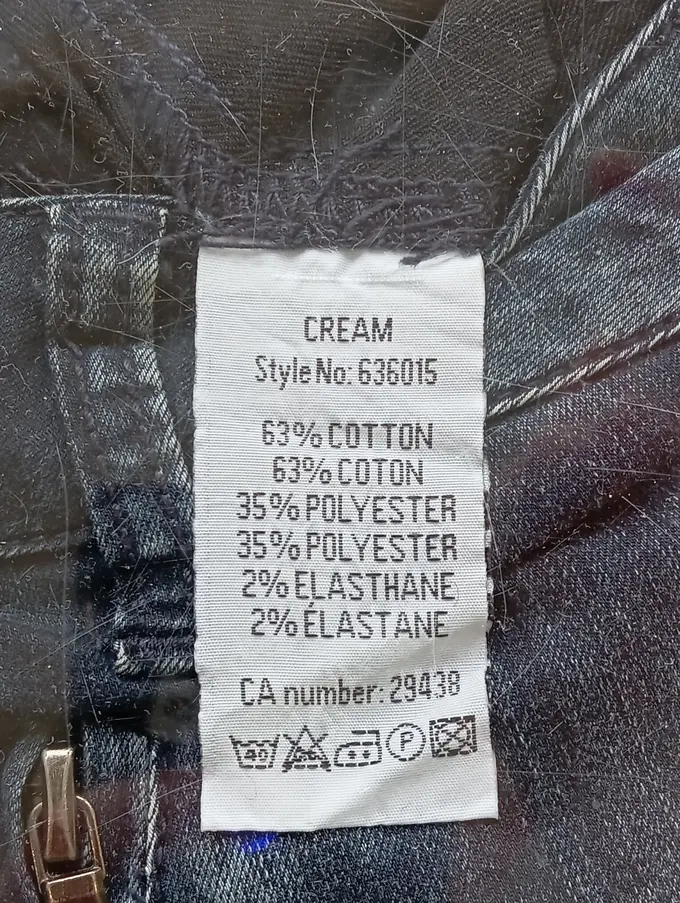 CREAM
Style No: 636015
63% COTTON
63% COTON
35% POLYESTER
35% POLYESTER
2% ELASTHANE
2% ÉLASTANE
CA number: 29438
P